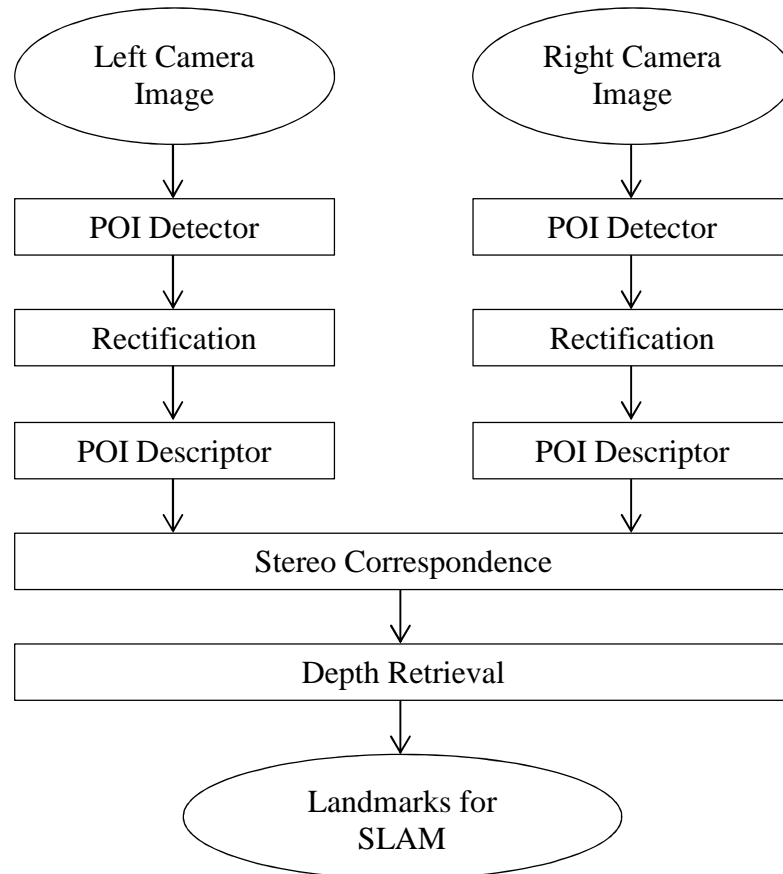 Left Camera
Image
Right Camera
Image
POI Detector
POI Detector
Rectification
Rectification
POI Descriptor
POI Descriptor
Stereo Correspondence
Depth Retrieval
Landmarks for
SLAM